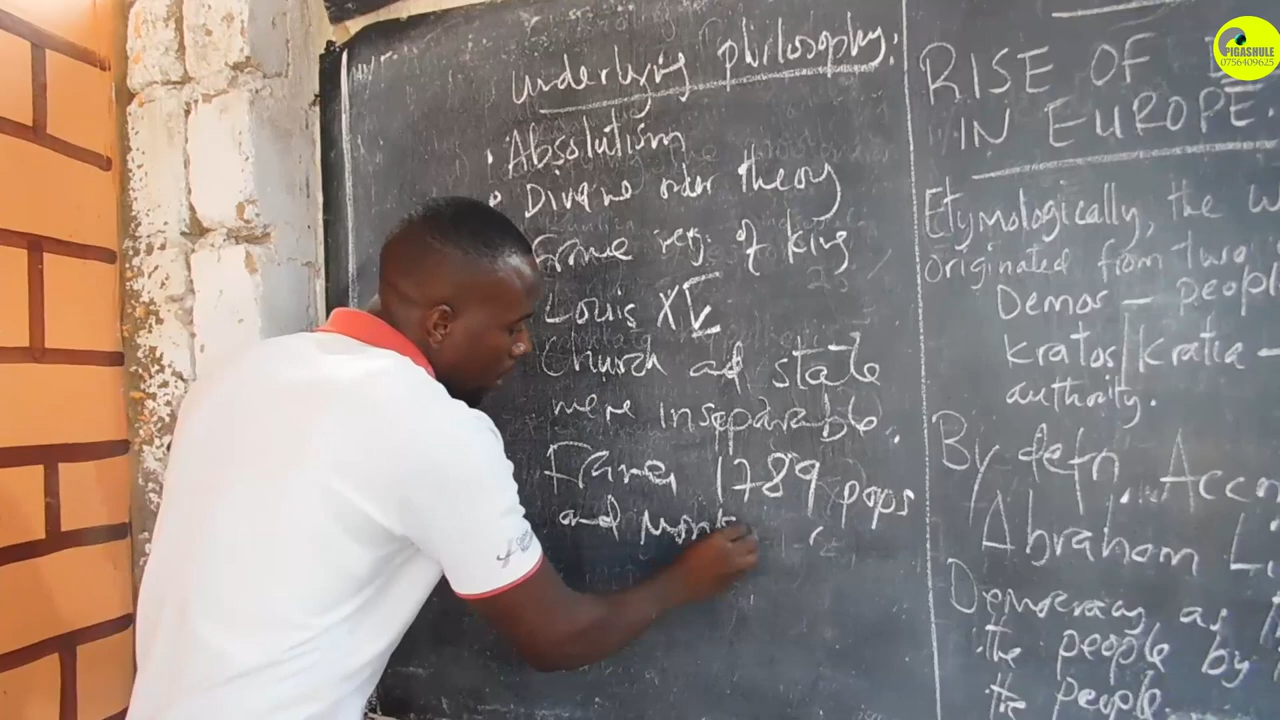 underlying philosophy.
• Absolutism
• Divine order theory
France reg. of king
Louis XV
Church and state
were inseparable.
France 1789 pops
and
RISE OF D
IN EUROPE.
Etymologically, the w
originated from two
Demos - peopl
kratos/kratia -
authority.
By defn. Acco
Abraham Li
Democracy as
the people by
the people.
PIGASHULE
0756409625